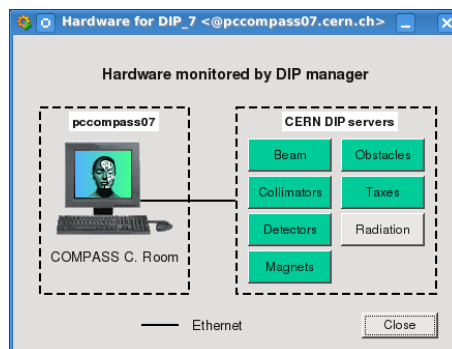 Hardware for DIP_7 <@pccompass07.cern.ch>
Hardware monitored by DIP manager
pccompass07
COMPASS C. Room
CERN DIP servers
Beam
Obstacles
Collimators
Taxes
Detectors
Radiation
Magnets
Ethernet
Close